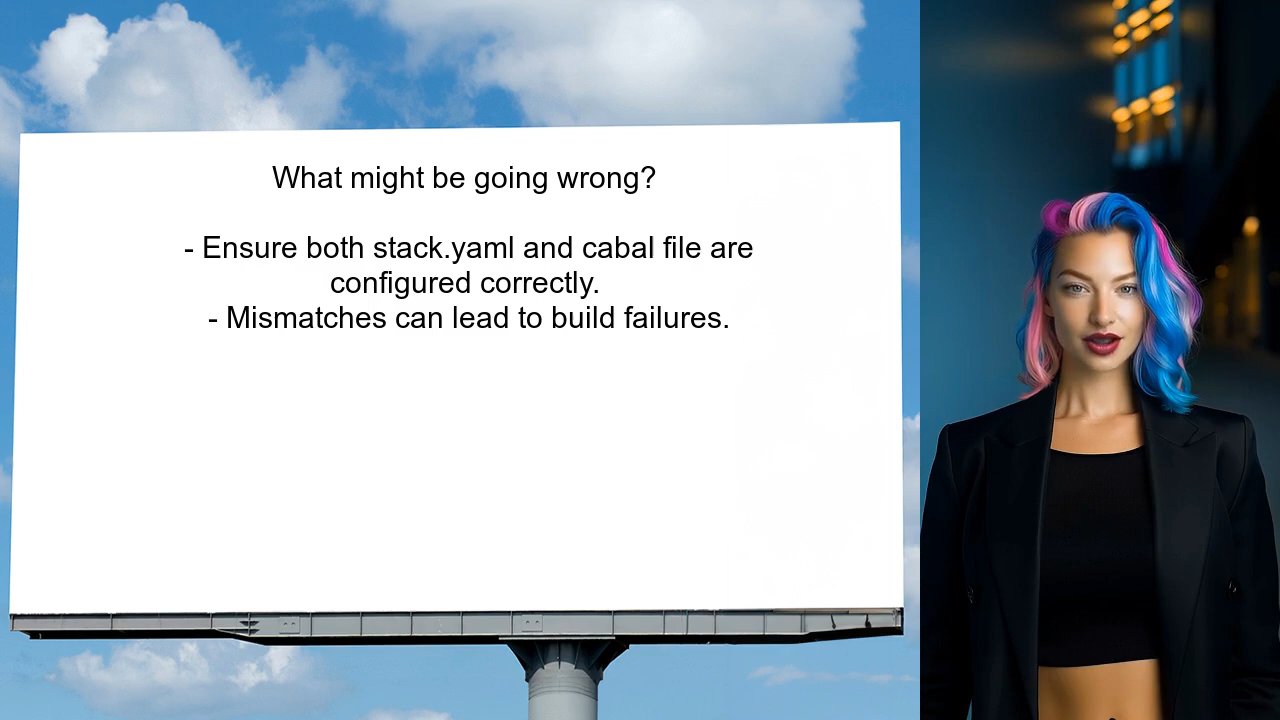 What might be going wrong?
- Ensure both stack.yaml and cabal file are
configured correctly.
- Mismatches can lead to build failures.